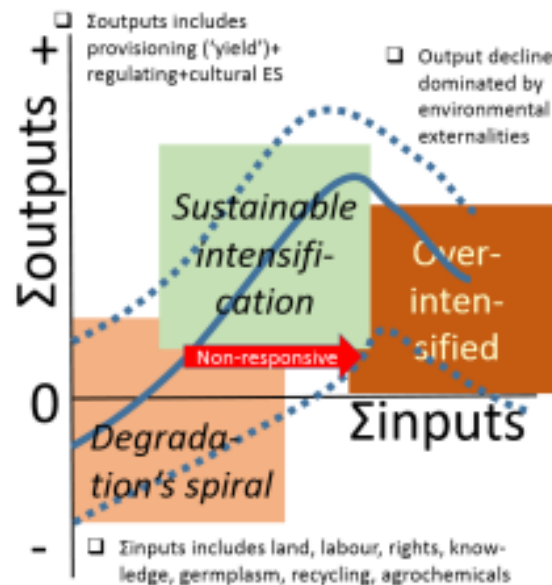 ❑ Σoutputs includes
provisioning ('yield')+
regulating+cultural ES
❑ Output decline
dominated by
environmental
externalities
+
Σoutputs
0
-
Sustainable
intensifi-
cation
Over-
inten-
sified
Non-responsive
Σinputs
Degrada-
tion's spiral
❑ Σinputs includes land, labour, rights, know-
ledge, germplasm, recycling, agrochemicals